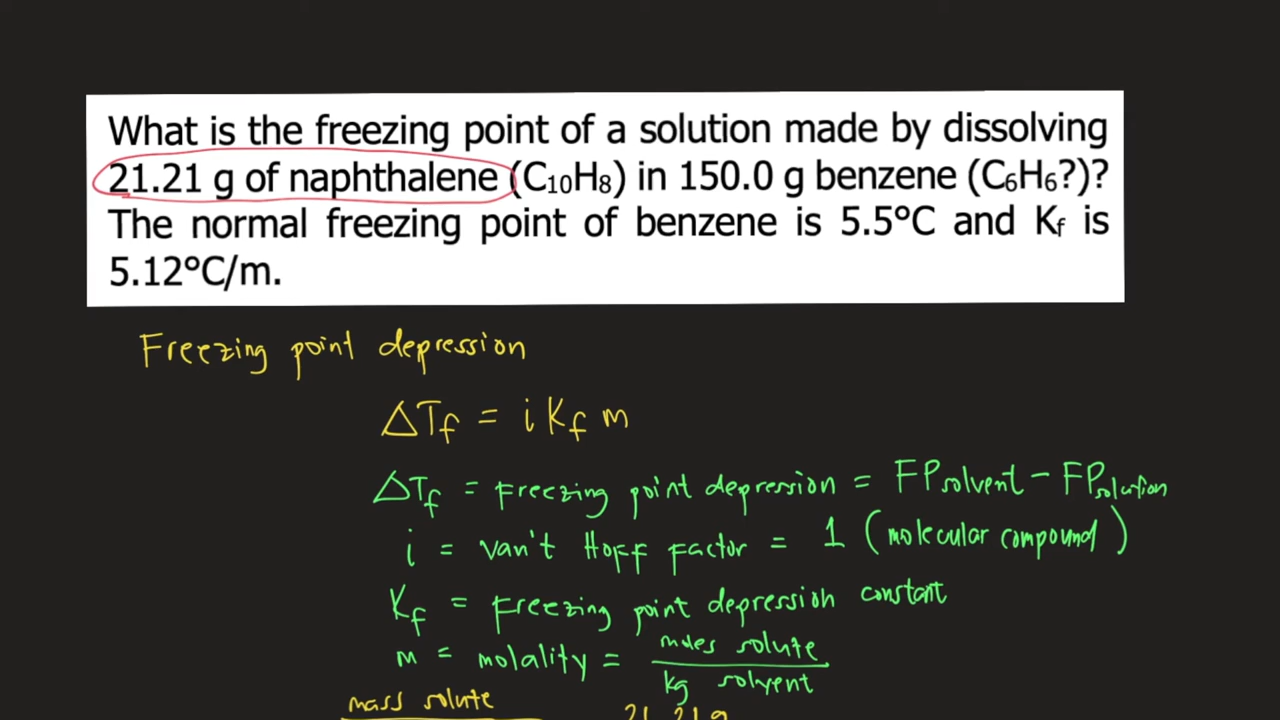 What is the freezing point of a solution made by dissolving
21.21 g of naphthalene (C₁₀H₈) in 150.0 g benzene (C₆H₆?)?
The normal freezing point of benzene is 5.5°C and Kf is
5.12°C/m.
Freezing point depression
ΔTf = i Kf m
ΔTf = freezing point depression = FPsolvent - FPsolution
i = van't Hoff factor = 1 (molecular compound)
Kf = freezing point depression constant
m = molality = moles solute
kg solvent
mass solute
21.21 g